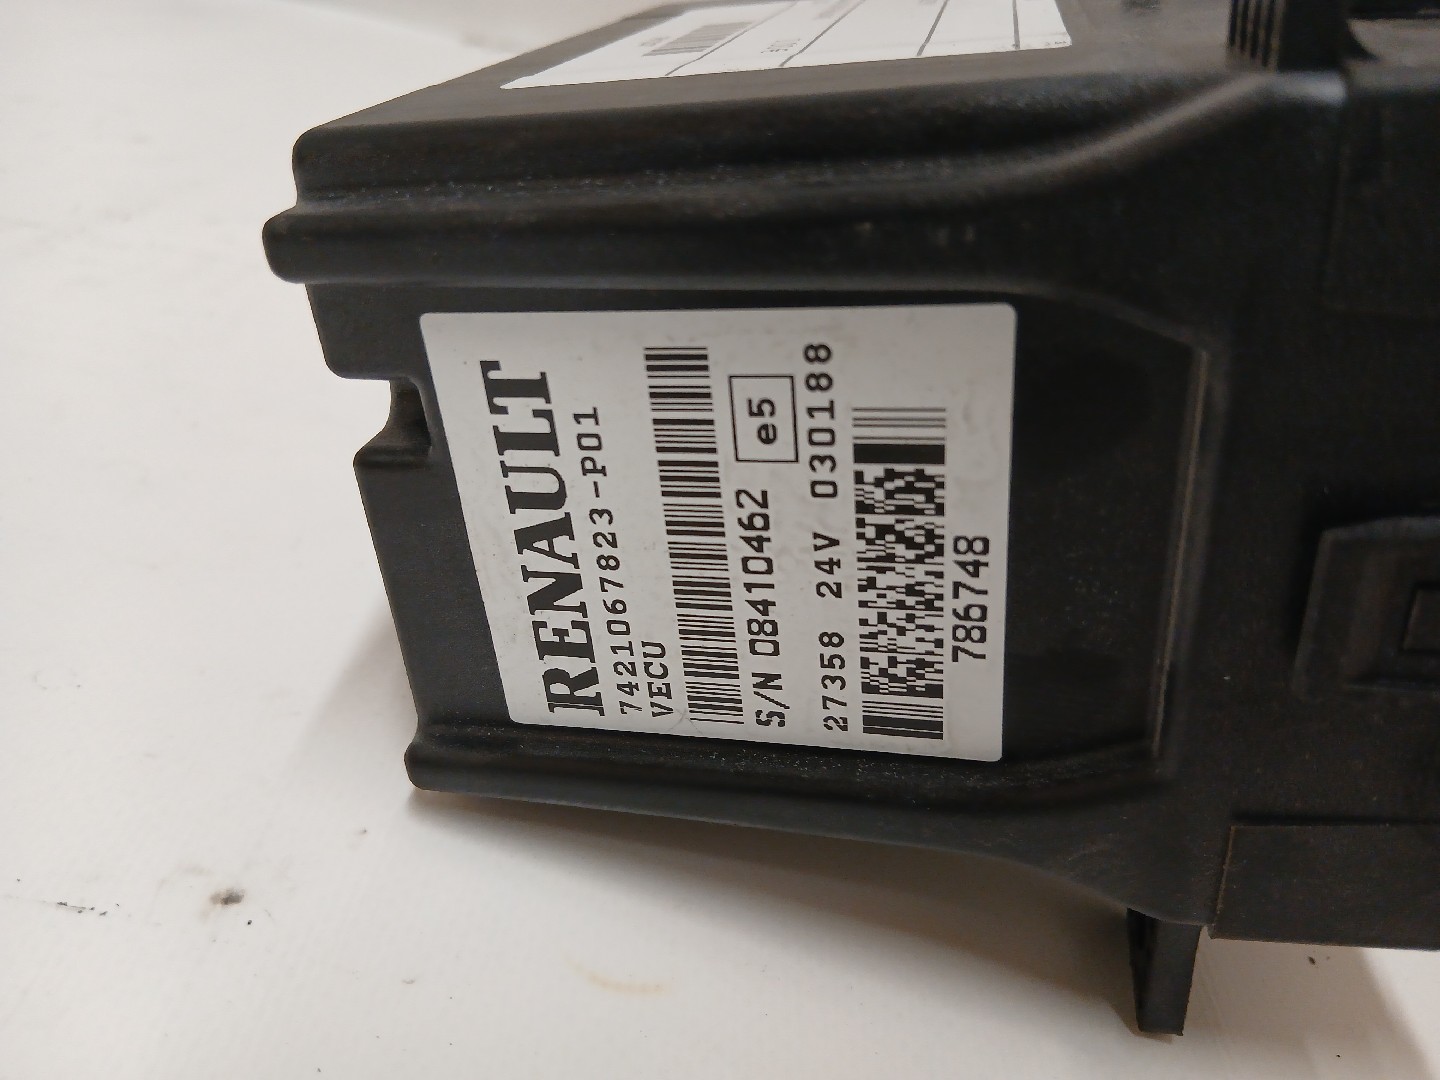 RENAULT
7421067823-P01
VECU
S/N 08410462 e5
27358 24V 030188
786748